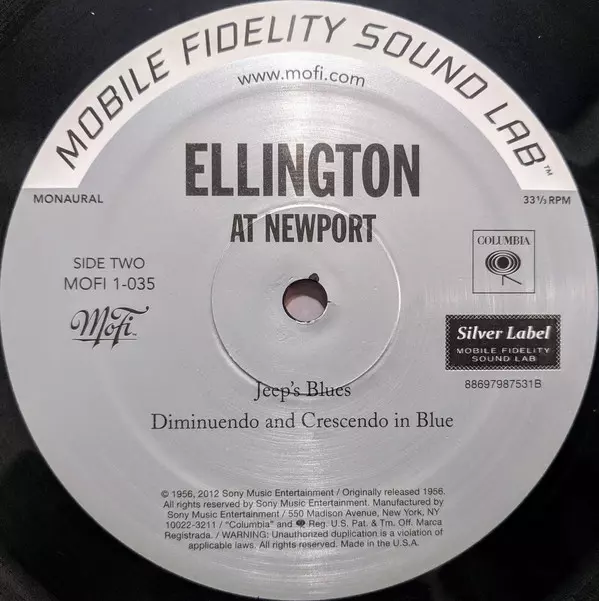 MOBILE FIDELITY SOUND LAB™
www.mofi.com
ELLINGTON
AT NEWPORT
MONAURAL
33⅓ RPM
SIDE TWO
MOFI 1-035
MoFi™
COLUMBIA
Silver Label
MOBILE FIDELITY
SOUND LAB
88697987531B
Jeep's Blues
Diminuendo and Crescendo in Blue
© 1956, 2012 Sony Music Entertainment / Originally released 1956.
All rights reserved by Sony Music Entertainment. Manufactured by
Sony Music Entertainment / 550 Madison Avenue, New York, NY
10022-3211 / "Columbia" and Reg. U.S. Pat. & Tm. Off. Marca
Registrada. / WARNING: Unauthorized duplication is a violation of
applicable laws. All rights reserved. Made in the U.S.A.